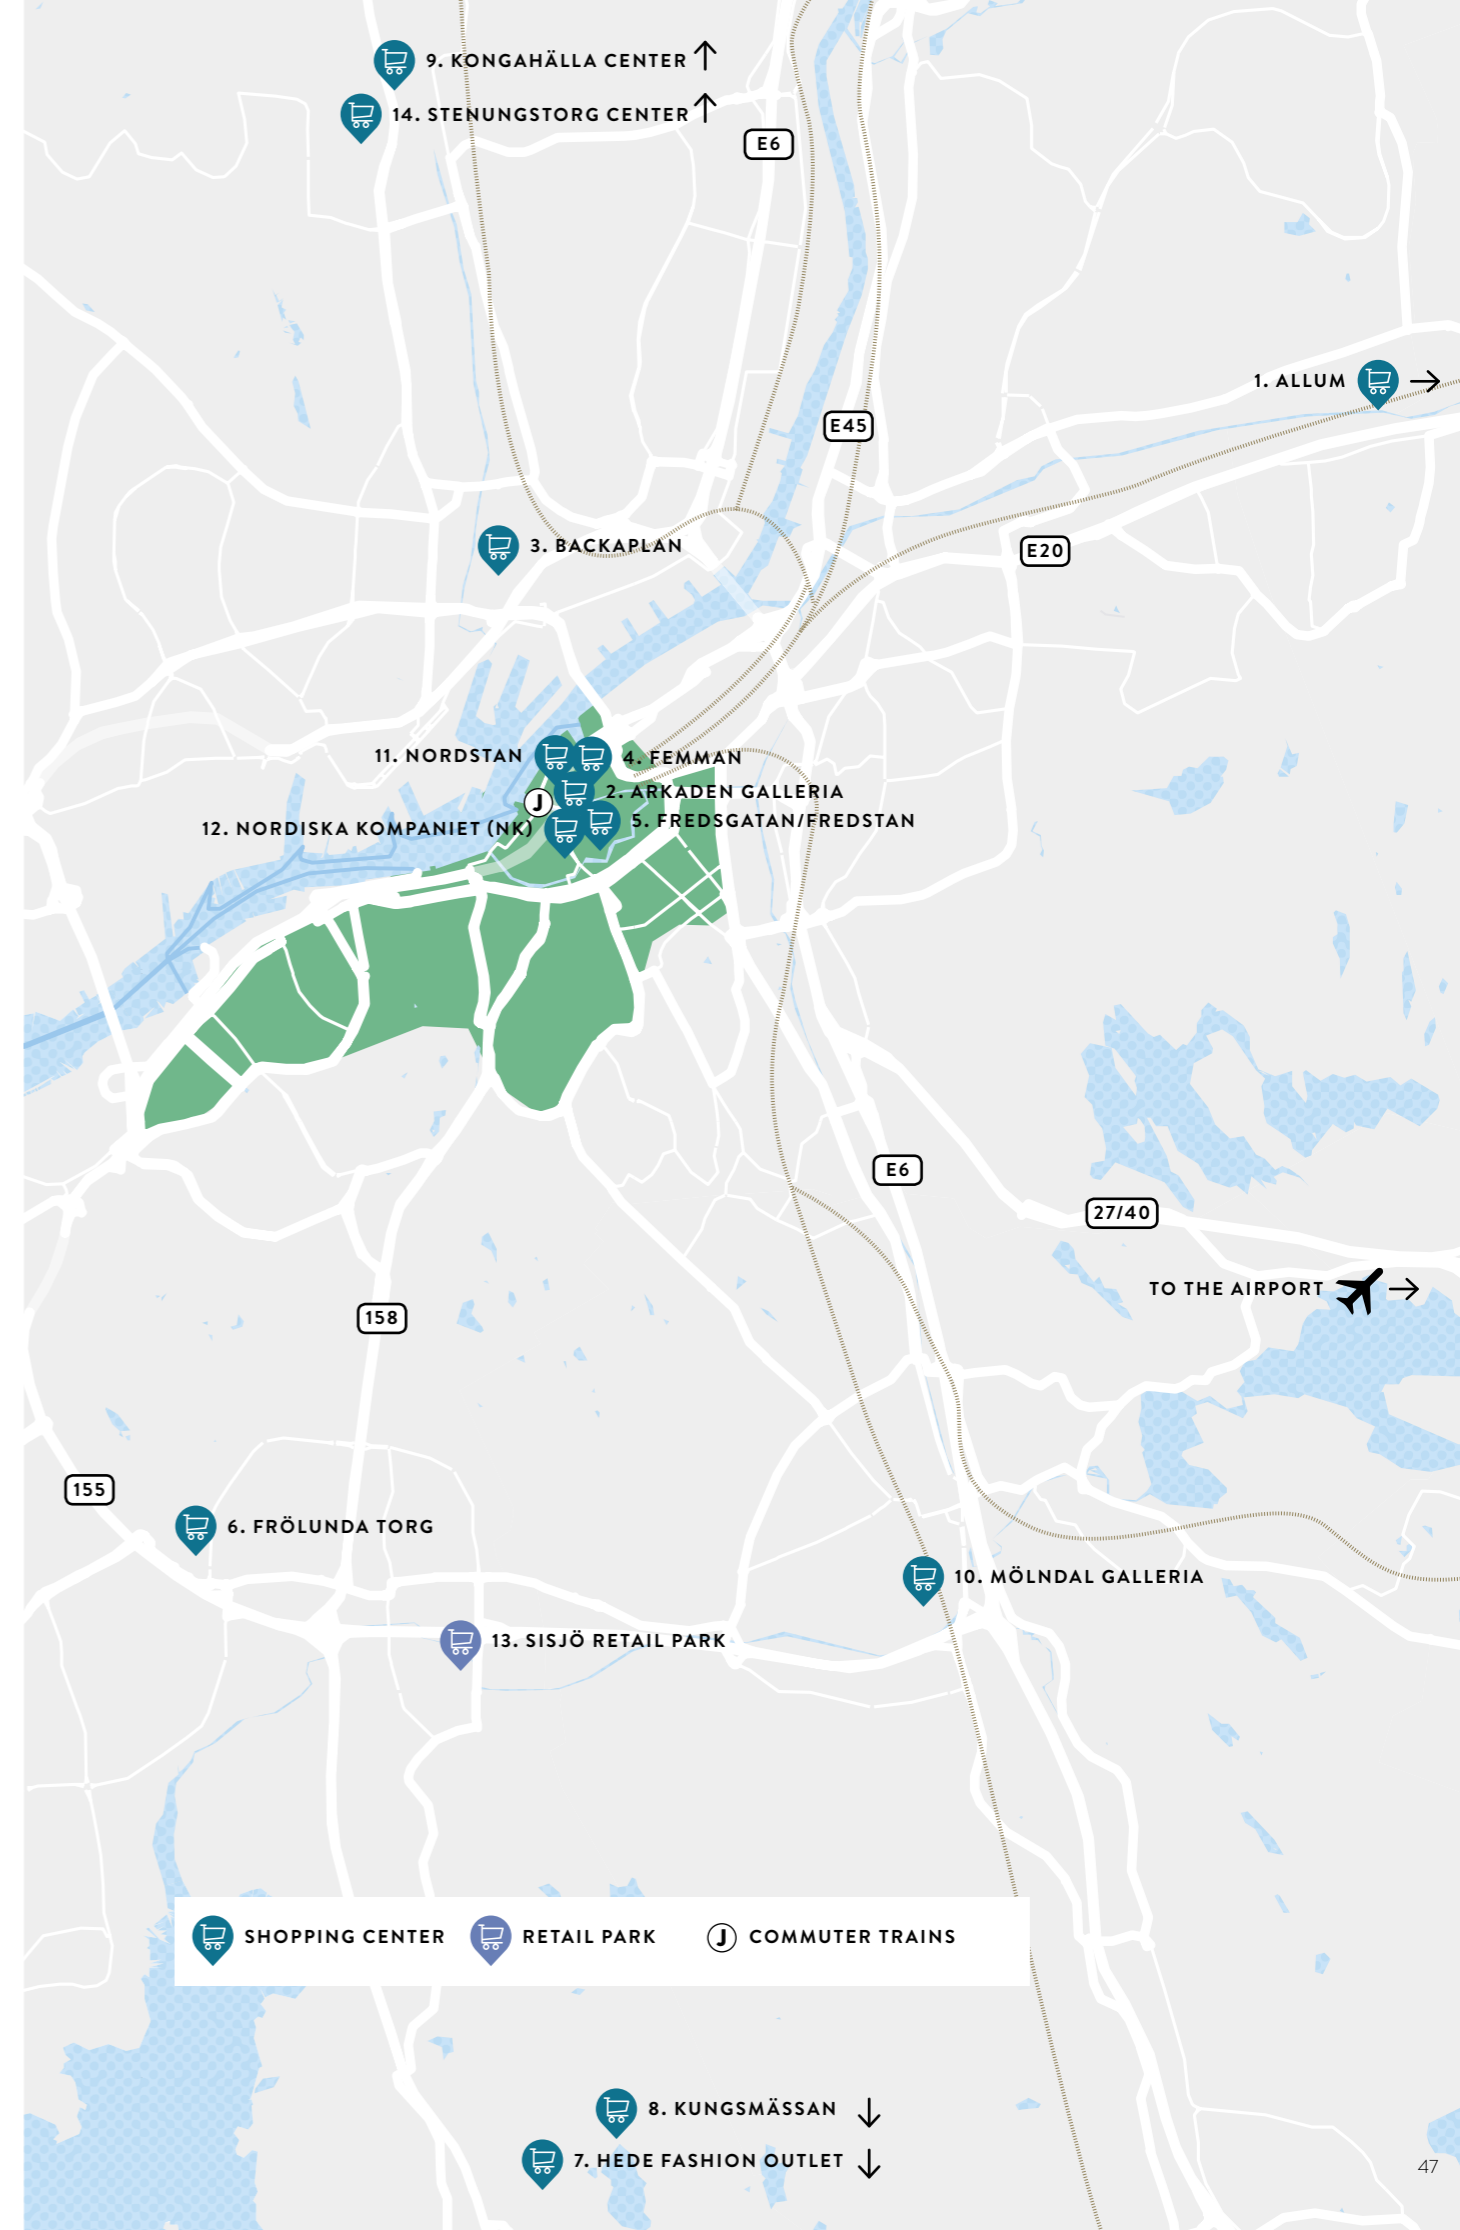 9. KONGAHÄLLA CENTER
14. STENUNGSTORG CENTER
E6
1. ALLUM
E45
3. BACKAPLAN
E20
11. NORDSTAN
4. FEMMAN
2. ARKADEN GALLERIA
J
12. NORDISKA KOMPANIET (NK)
5. FREDSGATAN/FREDSTAN
E6
27/40
TO THE AIRPORT
158
155
6. FRÖLUNDA TORG
10. MÖLNDAL GALLERIA
13. SISJÖ RETAIL PARK
SHOPPING CENTER
RETAIL PARK
J COMMUTER TRAINS
8. KUNGSMÄSSAN
7. HEDE FASHION OUTLET
47